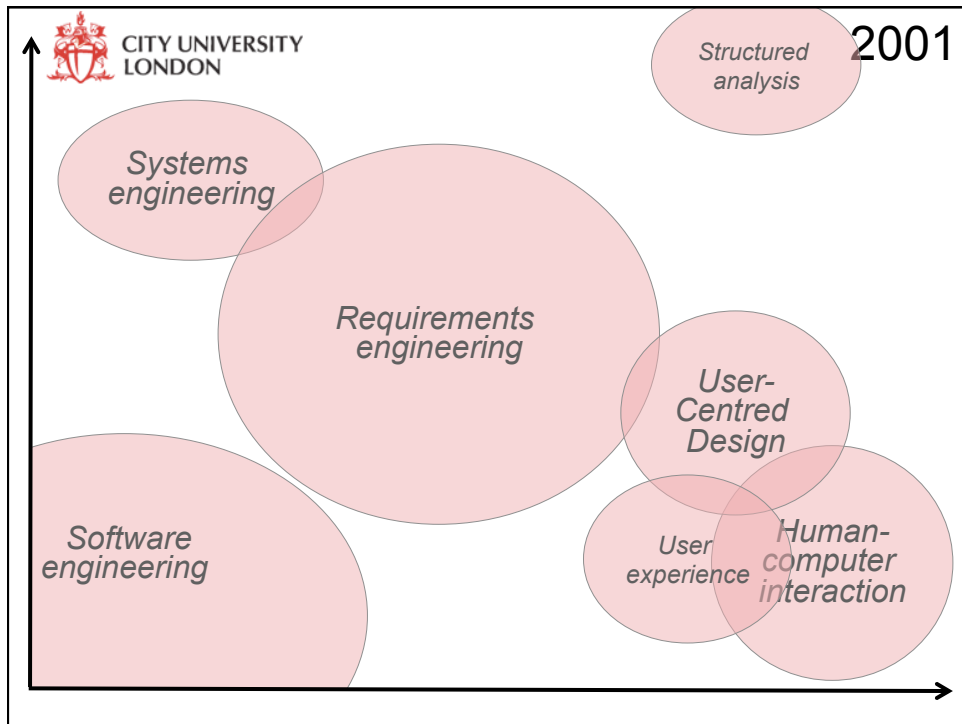 CITY UNIVERSITY
LONDON
2001
Structured
analysis
Systems
engineering
Requirements
engineering
User-
Centred
Design
Software
engineering
User
experience
Human-
computer
interaction